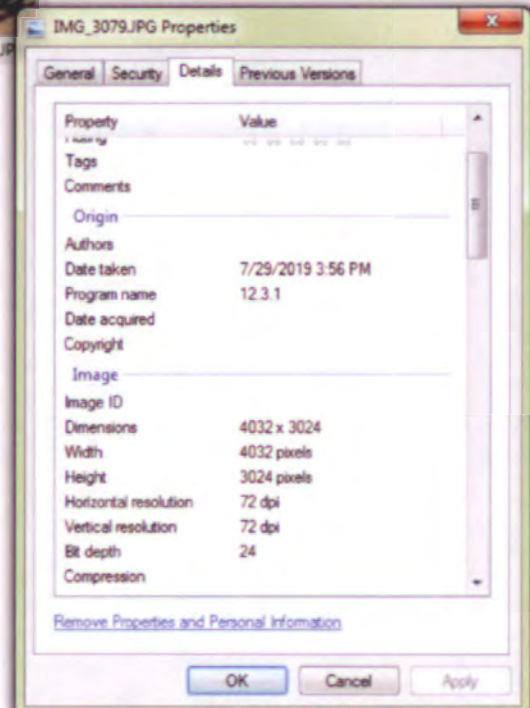 IMG_3079.JPG Properties
General Security Details Previous Versions
Property Value
Tags
Comments
Origin
Authors
Date taken 7/29/2019 3:56 PM
Program name 12.3.1
Date acquired
Copyright
Image
Image ID
Dimensions 4032 x 3024
Width 4032 pixels
Height 3024 pixels
Horizontal resolution 72 dpi
Vertical resolution 72 dpi
Bit depth 24
Compression
Remove Properties and Personal Information
OK Cancel Apply